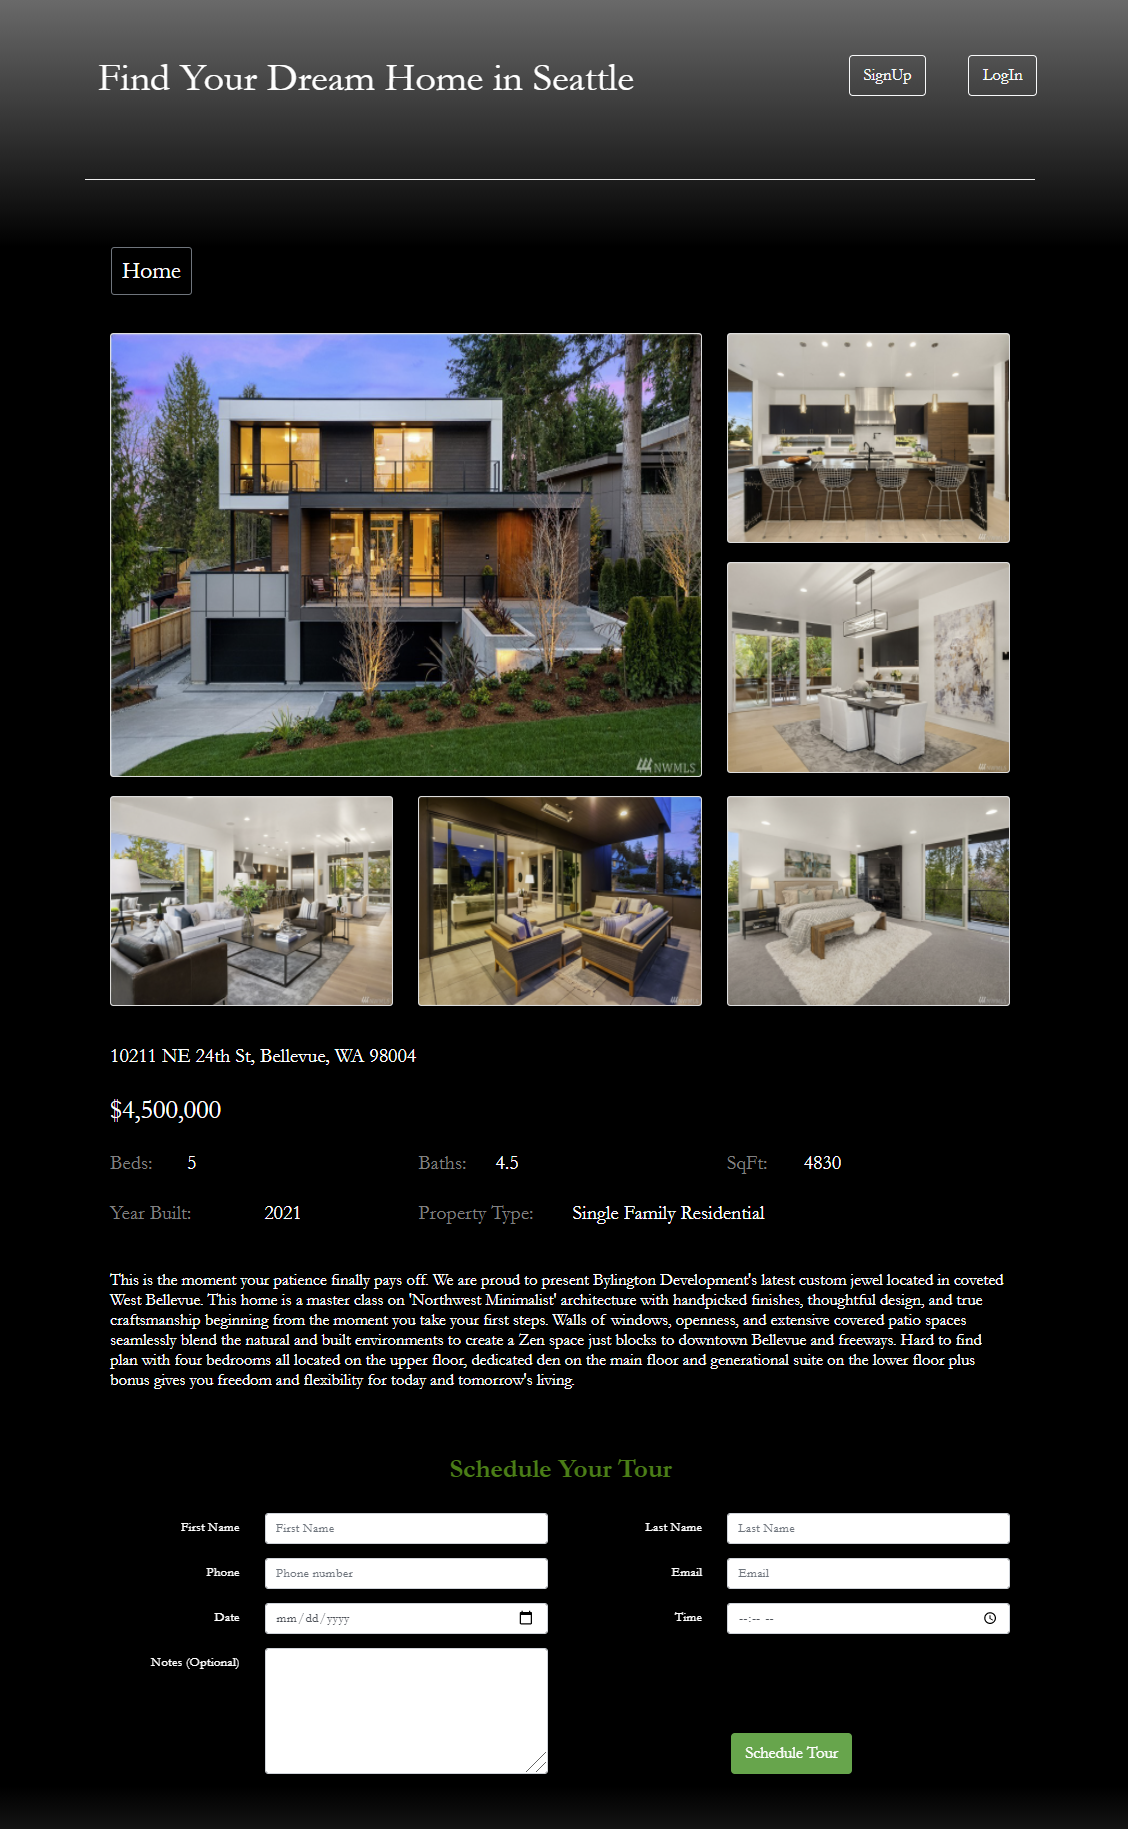 Find Your Dream Home in Seattle
SignUp
LogIn
Home
NWMLS
10211 NE 24th St, Bellevue, WA 98004
$4,500,000
Beds: 5
Baths: 4.5
SqFt: 4830
Year Built: 2021
Property Type: Single Family Residential
This is the moment your patience finally pays off. We are proud to present Bylington Development's latest custom jewel located in coveted
West Bellevue. This home is a master class on 'Northwest Minimalist' architecture with handpicked finishes, thoughtful design, and true
craftsmanship beginning from the moment you take your first steps. Walls of windows, openness, and extensive covered patio spaces
seamlessly blend the natural and built environments to create a Zen space just blocks to downtown Bellevue and freeways. Hard to find
plan with four bedrooms all located on the upper floor, dedicated den on the main floor and generational suite on the lower floor plus
bonus gives you freedom and flexibility for today and tomorrow's living.
Schedule Your Tour
First Name
First Name
Last Name
Last Name
Phone
Phone number
Email
Email
Date
mm/dd/yyyy
Time
--:-- --
Notes (Optional)
Schedule Tour